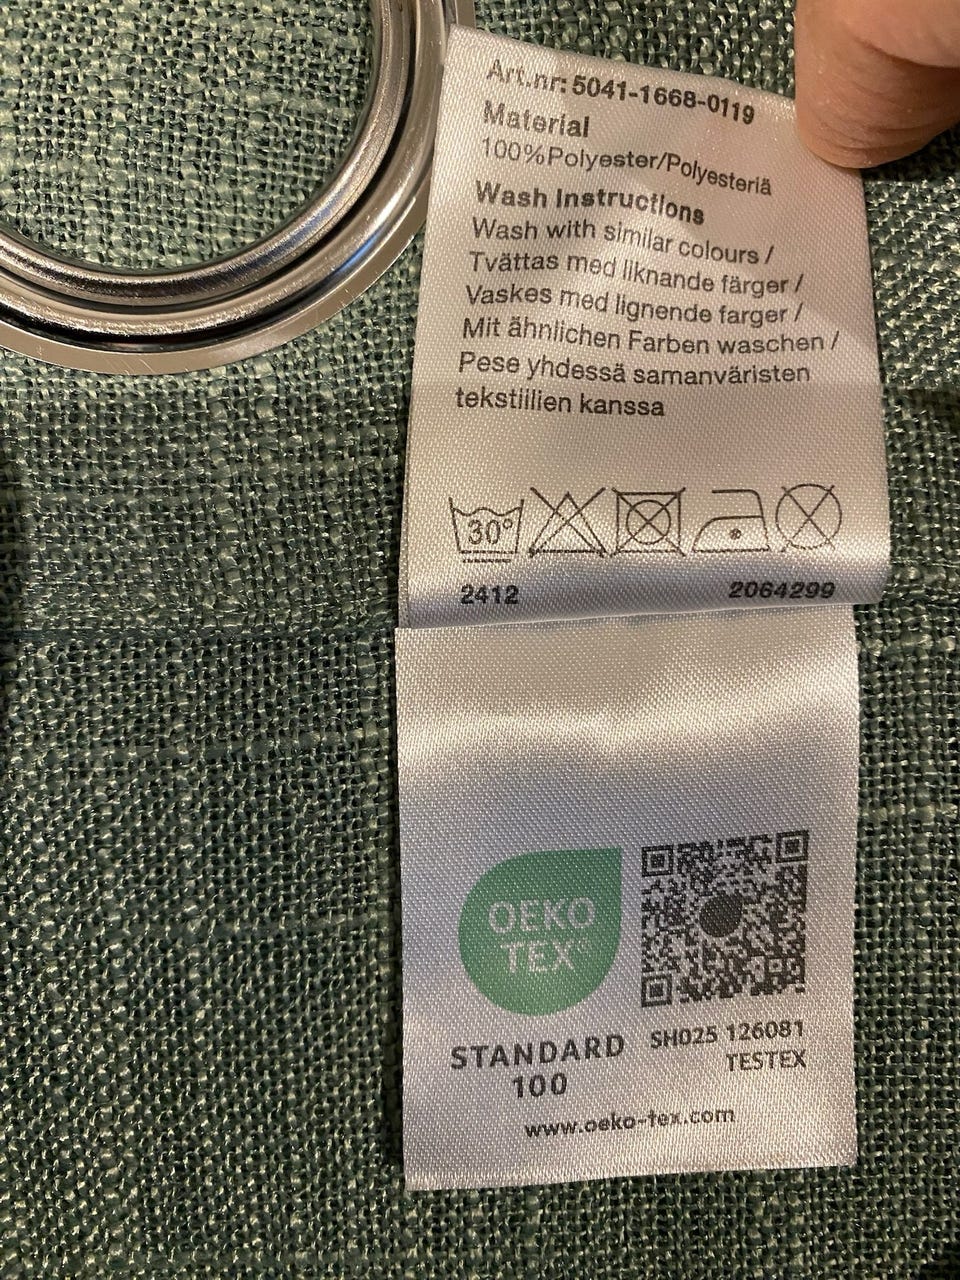 Art.nr: 5041-1668-0119
Material
100%Polyester/Polyesteriä
Wash Instructions
Wash with similar colours /
Tvättas med liknande färger /
Vaskes med lignende farger /
Mit ähnlichen Farben waschen /
Pese yhdessä samanväristen
tekstiilien kanssa
30°
2412 2064299
OEKO
TEX®
STANDARD
100
SH025 126081
TESTEX
www.oeko-tex.com